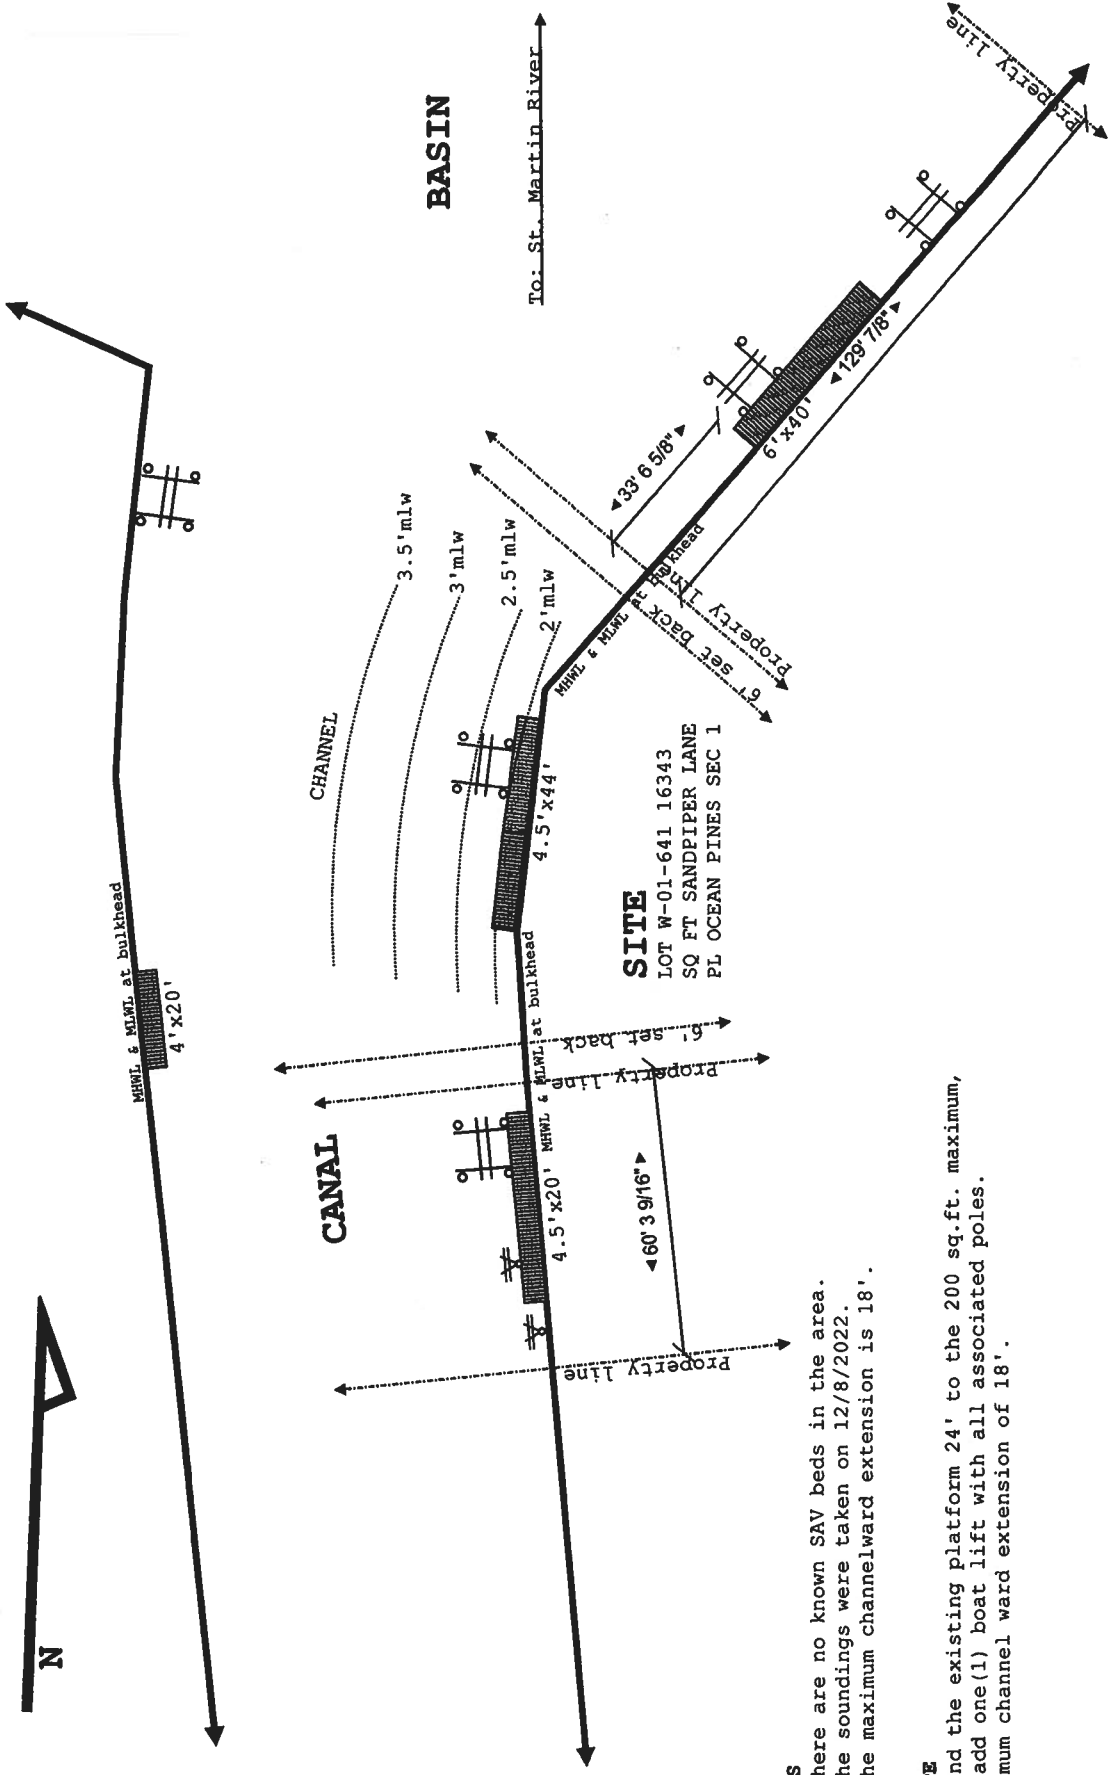 N
BASIN
To: St. Martin River
Property line
MHWL & MLWL at bulkhead
4'x20'
CHANNEL
3.5'mlw
3'mlw
2.5'mlw
2'mlw
33' 6 5/8"
6'x40'
129' 7/8"
MHWL & MLWL at bulkhead
Property line
6' set back
4.5'x44'
SITE
LOT W-01-641 16343
SQ FT SANDPIPER LANE
PL OCEAN PINES SEC 1
MHWL & MLWL at bulkhead
6' set back
Property line
CANAL
4.5'x20'
60' 3 9/16"
Property line
S
here are no known SAV beds in the area.
he soundings were taken on 12/8/2022.
he maximum channelward extension is 18'.
TE
nd the existing platform 24' to the 200 sq.ft. maximum,
add one(1) boat lift with all associated poles.
mum channel ward extension of 18'.